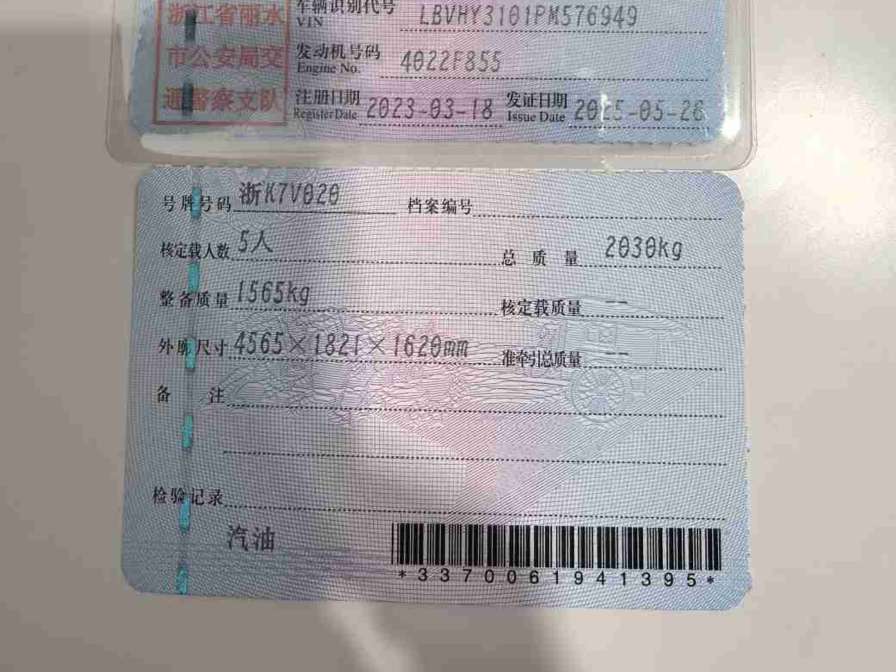 浙江省丽水 车辆识别代号 LBVHY3101PM576949
VIN
市公安局交 发动机号码 4022F855
Engine No.
通警察支队 注册日期 2023-03-18 发证日期 2025-05-26
Register Date Issue Date
号牌号码 浙K7V020 档案编号
核定载人数 5人 总质量 2030kg
整备质量 1565kg 核定载质量 --
外廓尺寸 4565×1821×1620mm 准牵引总质量 --
备注
检验记录
汽油
*3370061941395*